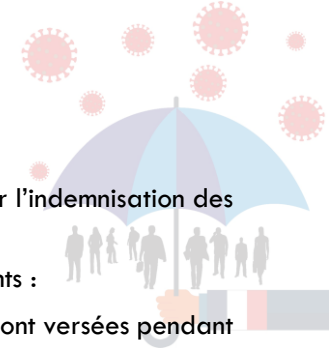 r l'indemnisation des
nts :
ont versées pendant